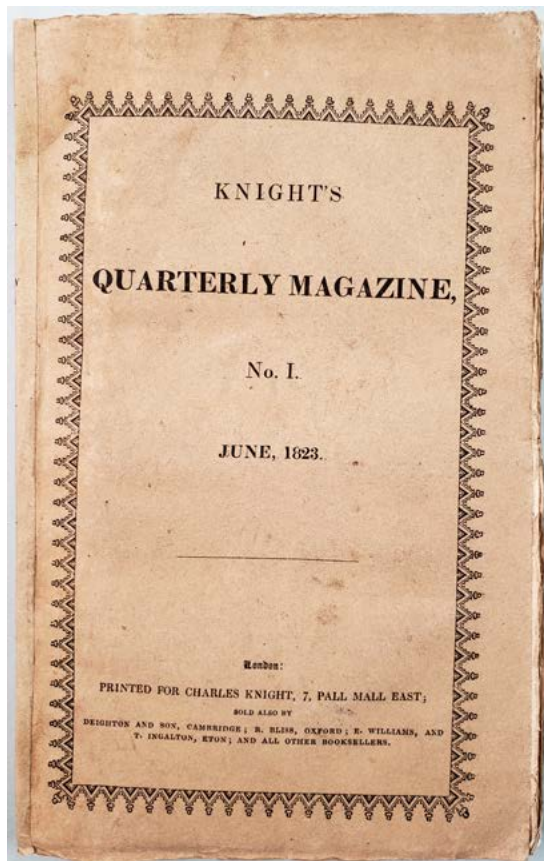 KNIGHT'S
QUARTERLY MAGAZINE,
No. I.
JUNE, 1823.
London:
PRINTED FOR CHARLES KNIGHT, 7, PALL MALL EAST;
SOLD ALSO BY
DEIGHTON AND SON, CAMBRIDGE; R. BLISS, OXFORD; E. WILLIAMS, AND
T. INGALTON, ETON; AND ALL OTHER BOOKSELLERS.